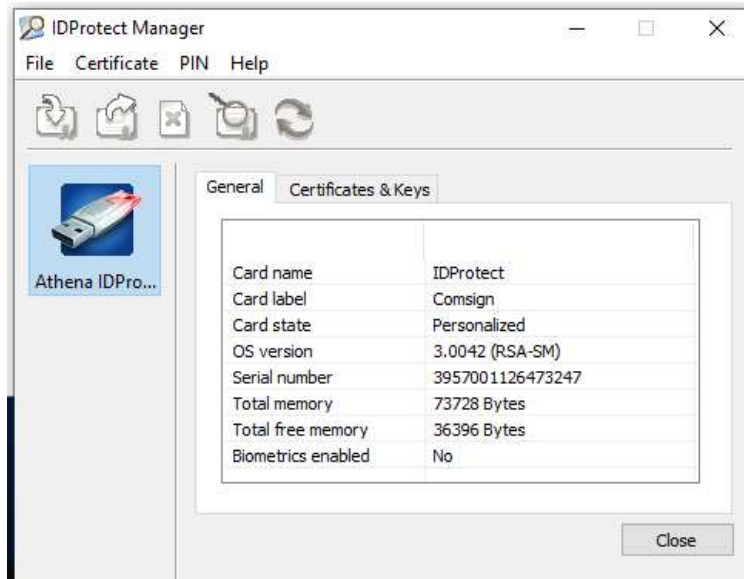 IDProtect Manager
File Certificate PIN Help
General Certificates & Keys
Athena IDPro...
Card name IDProtect
Card label Comsign
Card state Personalized
OS version 3.0042 (RSA-SM)
Serial number 3957001126473247
Total memory 73728 Bytes
Total free memory 36396 Bytes
Biometrics enabled No
Close